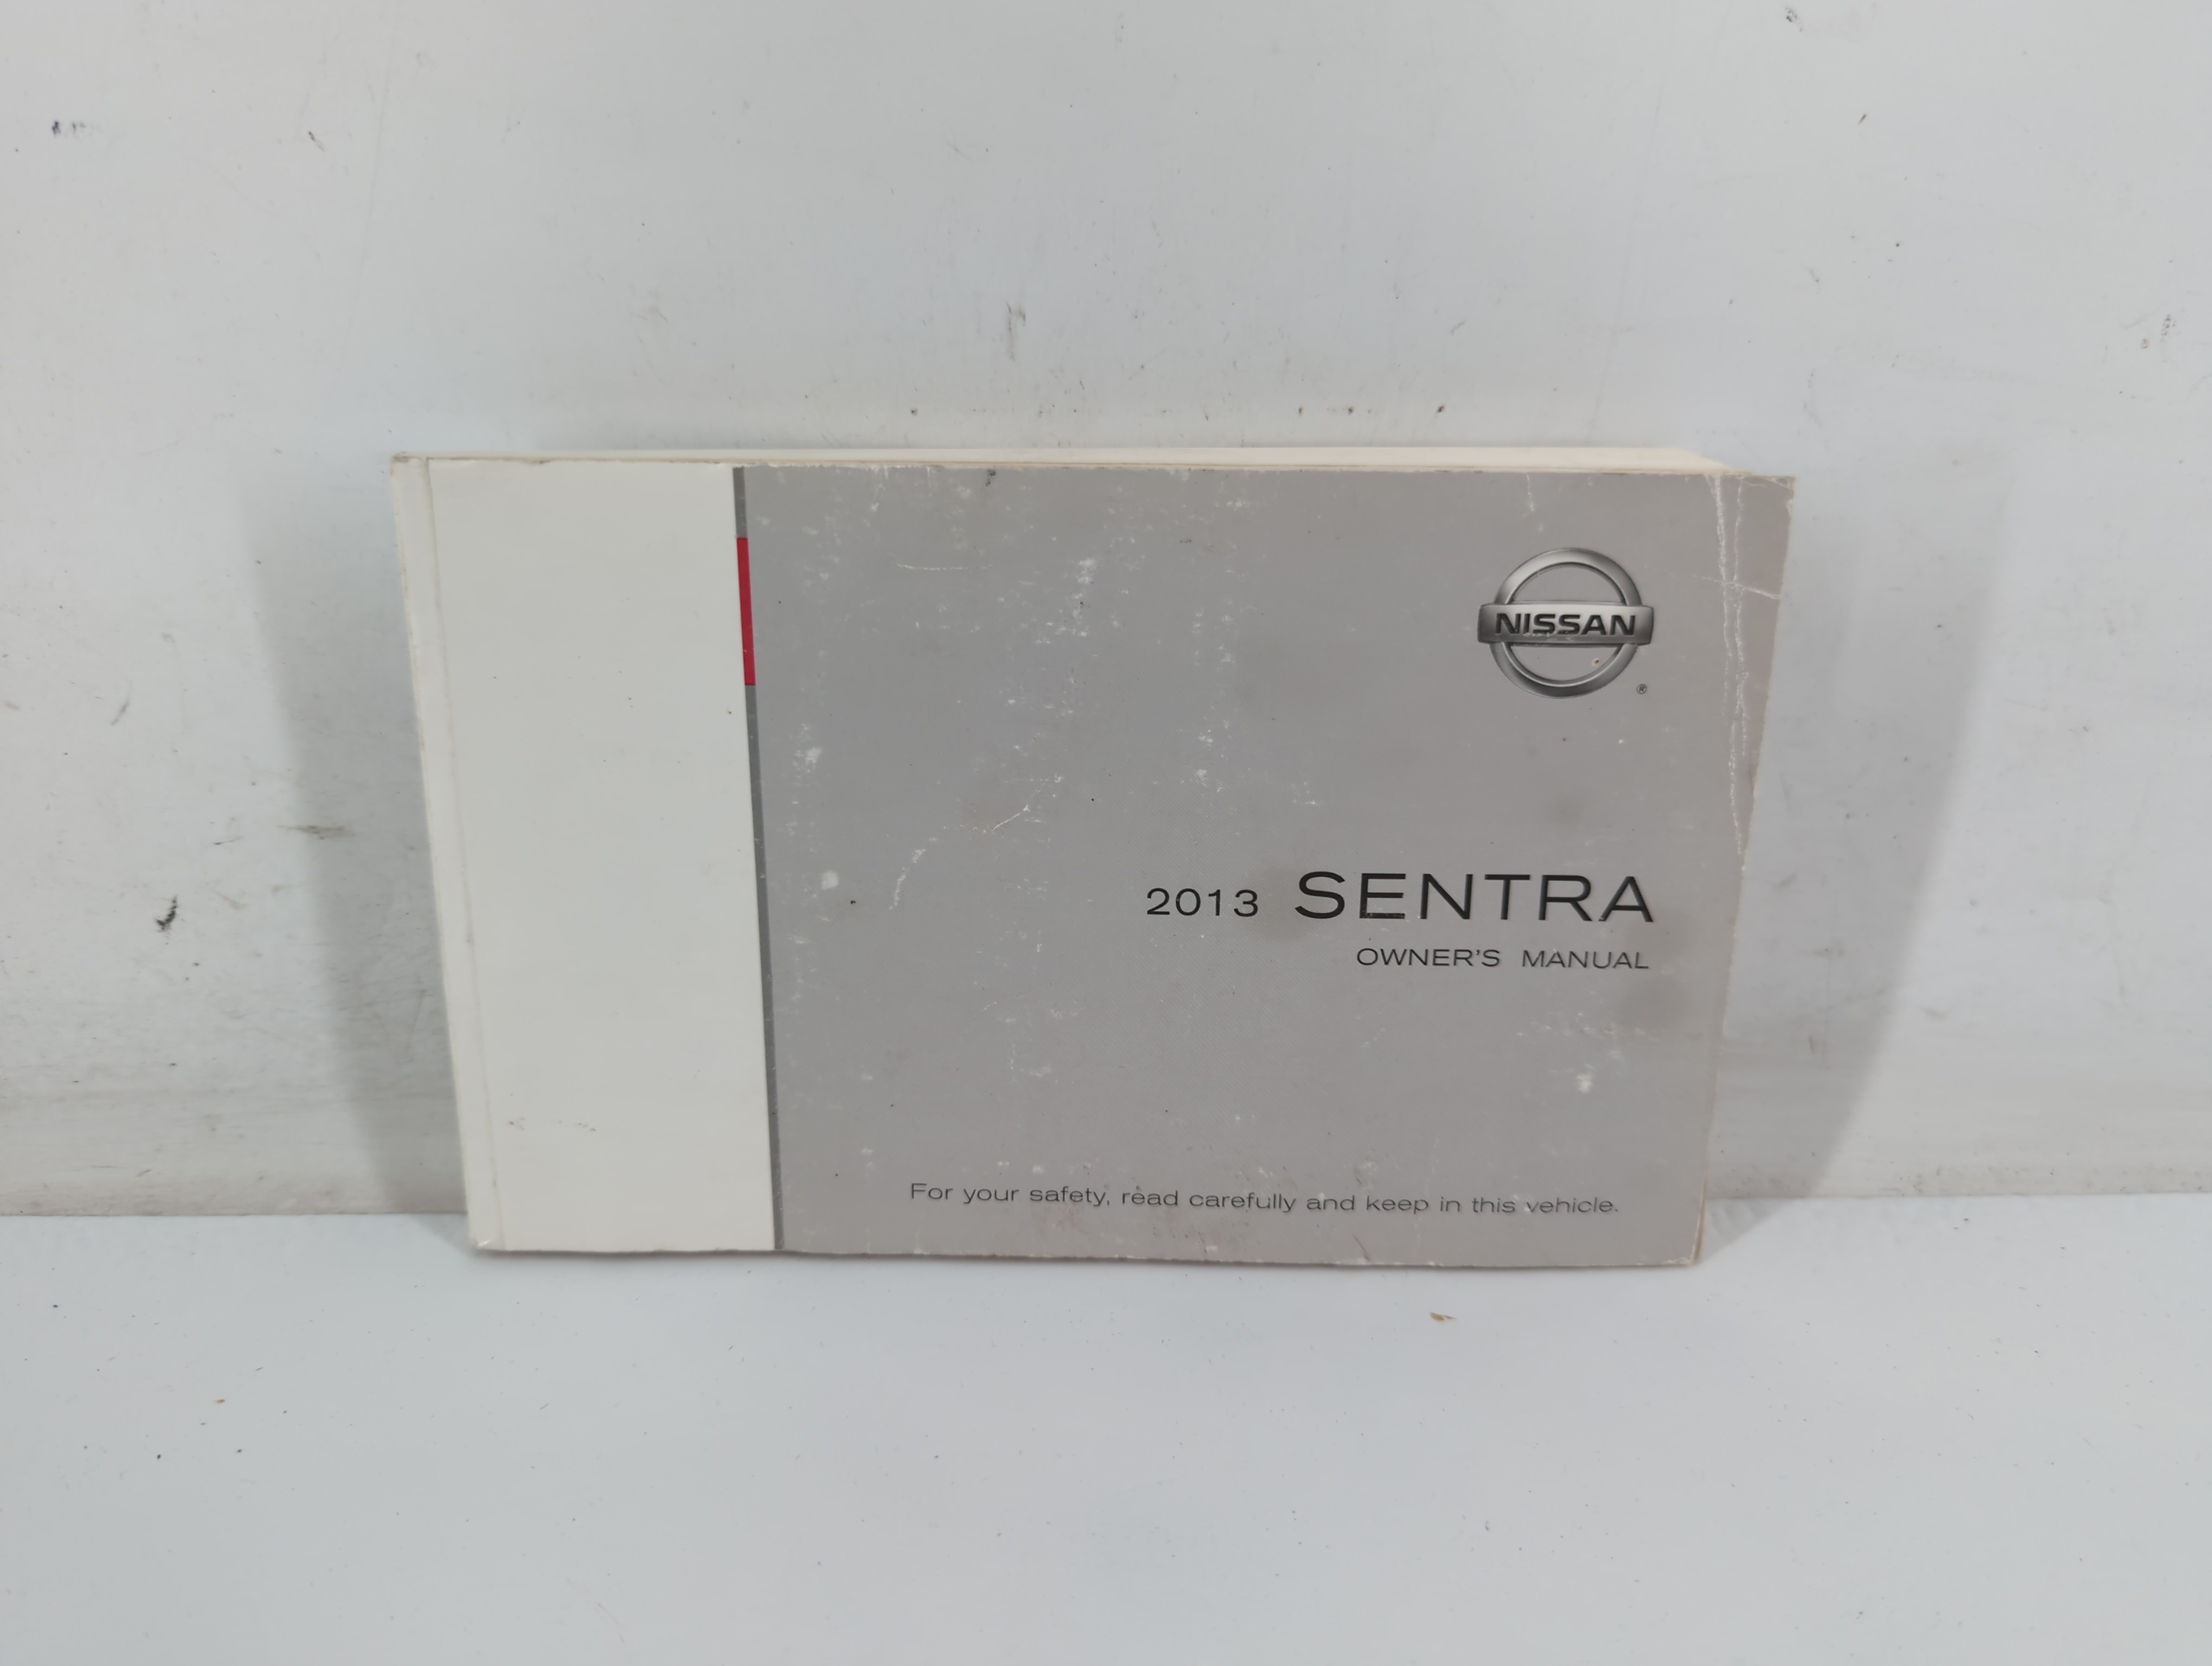 NISSAN
®
2013 SENTRA
OWNER'S MANUAL
For your safety, read carefully and keep in this vehicle.